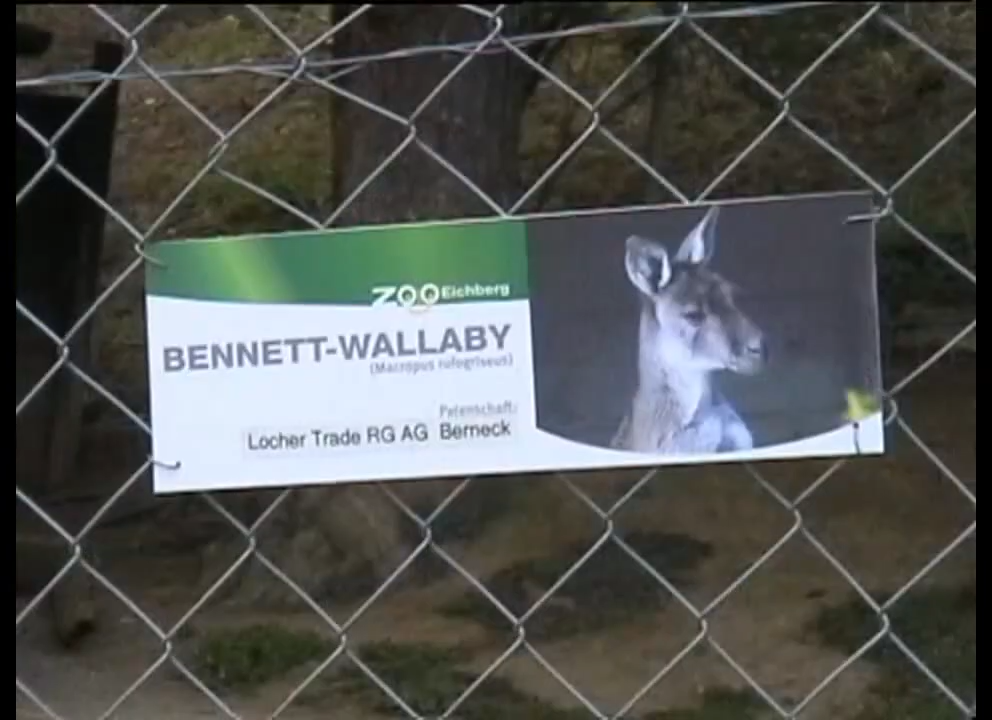 ZOO Eichberg
BENNETT-WALLABY
(Macropus rufogriseus)
Patenschaft:
Locher Trade RG AG Berneck